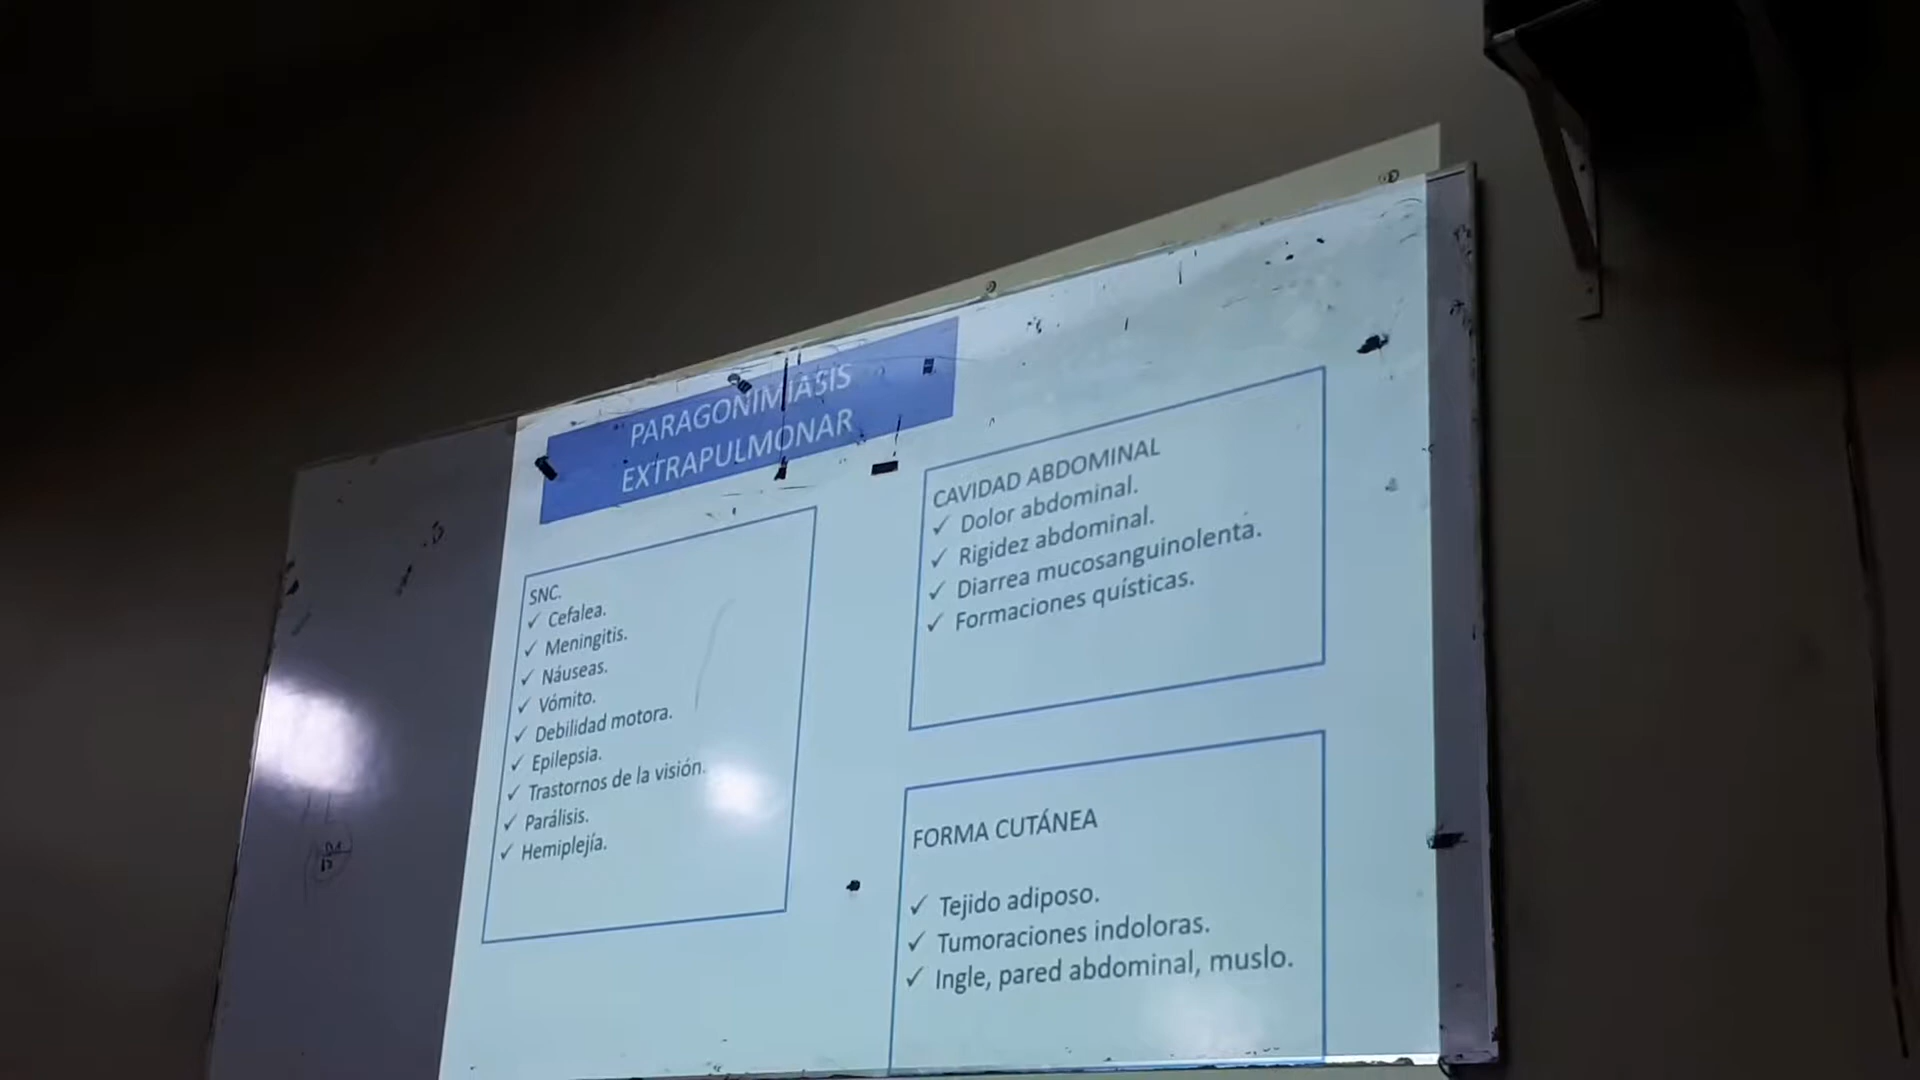 PARAGONIMIASIS
EXTRAPULMONAR
SNC.
✓ Cefalea.
✓ Meningitis.
✓ Náuseas.
✓ Vómito.
✓ Debilidad motora.
✓ Epilepsia.
✓ Trastornos de la visión.
✓ Parálisis.
✓ Hemiplejía.
CAVIDAD ABDOMINAL
✓ Dolor abdominal.
✓ Rigidez abdominal.
✓ Diarrea mucosanguinolenta.
✓ Formaciones quísticas.
FORMA CUTÁNEA
✓ Tejido adiposo.
✓ Tumoraciones indoloras.
✓ Ingle, pared abdominal, muslo.